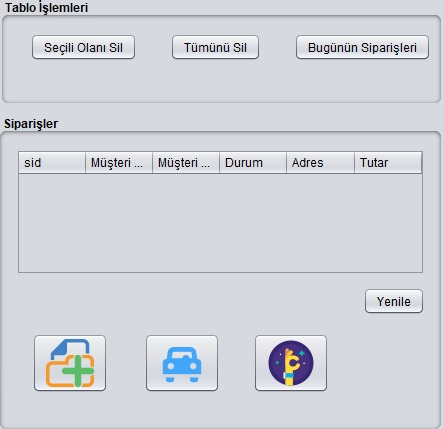 Tablo İşlemleri
Seçili Olanı Sil Tümünü Sil Bugünün Siparişleri
Siparişler
sid Müşteri ... Müşteri ... Durum Adres Tutar
Yenile